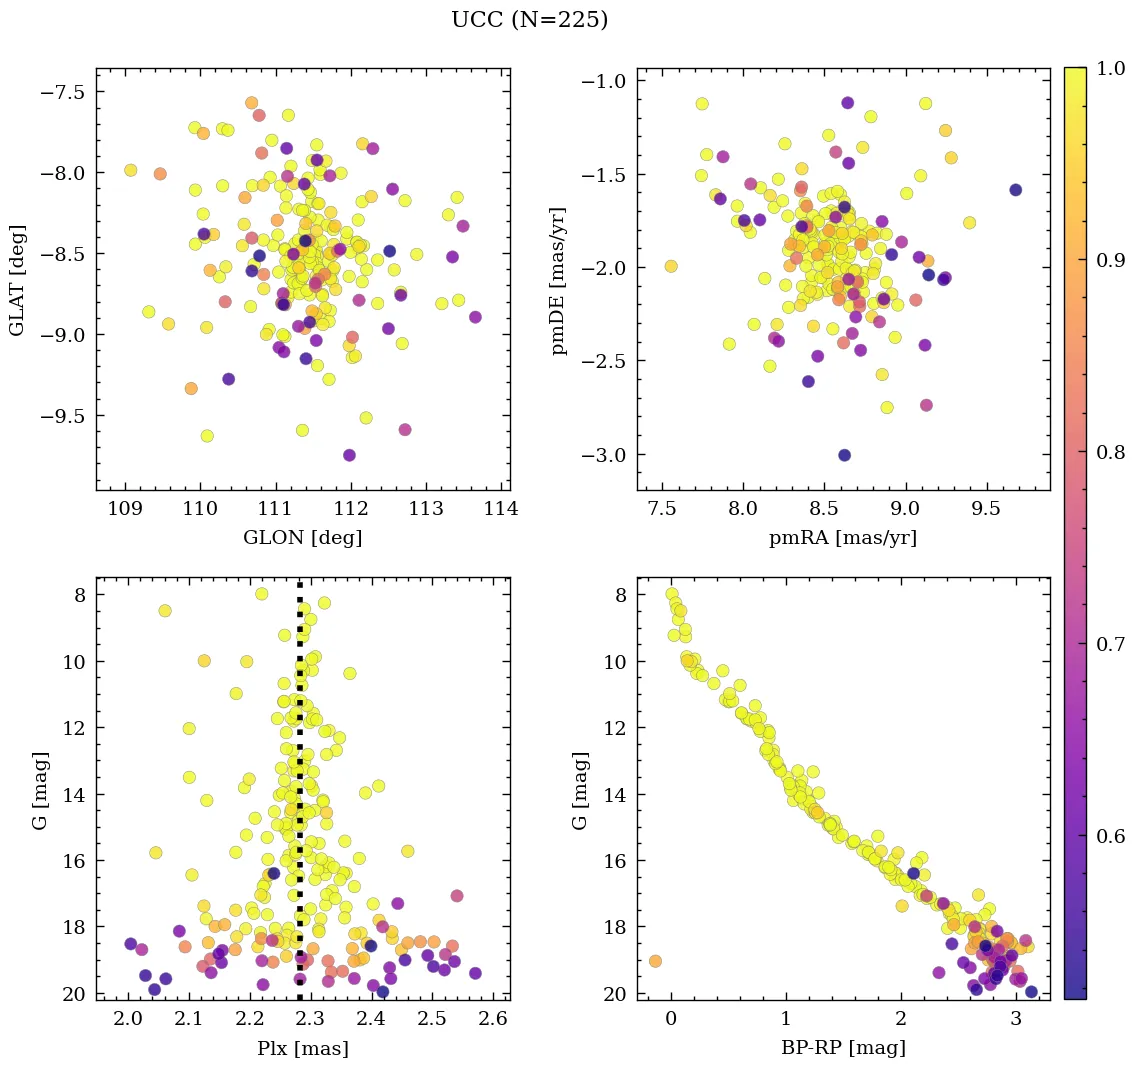 UCC (N=225)
−7.5
−8.0
−8.5
−9.0
−9.5
GLAT [deg]
109 110 111 112 113 114
GLON [deg]
−1.0
−1.5
−2.0
−2.5
−3.0
pmDE [mas/yr]
7.5 8.0 8.5 9.0 9.5
pmRA [mas/yr]
8
10
12
14
16
18
20
G [mag]
2.0 2.1 2.2 2.3 2.4 2.5 2.6
Plx [mas]
8
10
12
14
16
18
20
G [mag]
0 1 2 3
BP-RP [mag]
1.0
0.9
0.8
0.7
0.6